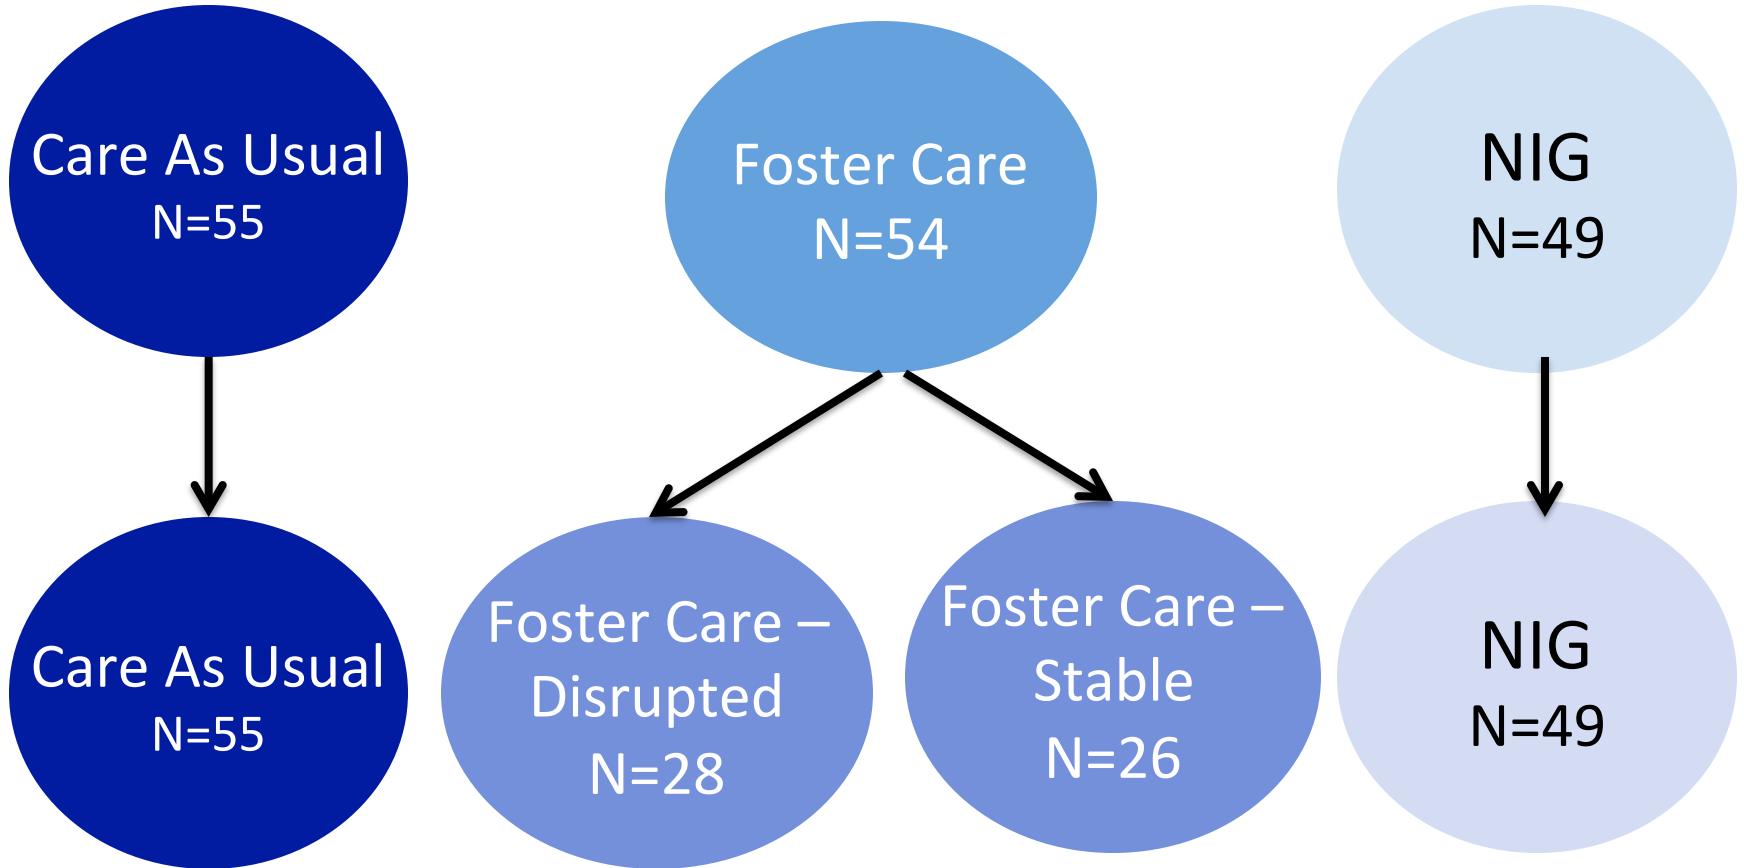 Care As Usual
N=55
Foster Care
N=54
NIG
N=49
Care As Usual
N=55
Foster Care –
Disrupted
N=28
Foster Care –
Stable
N=26
NIG
N=49